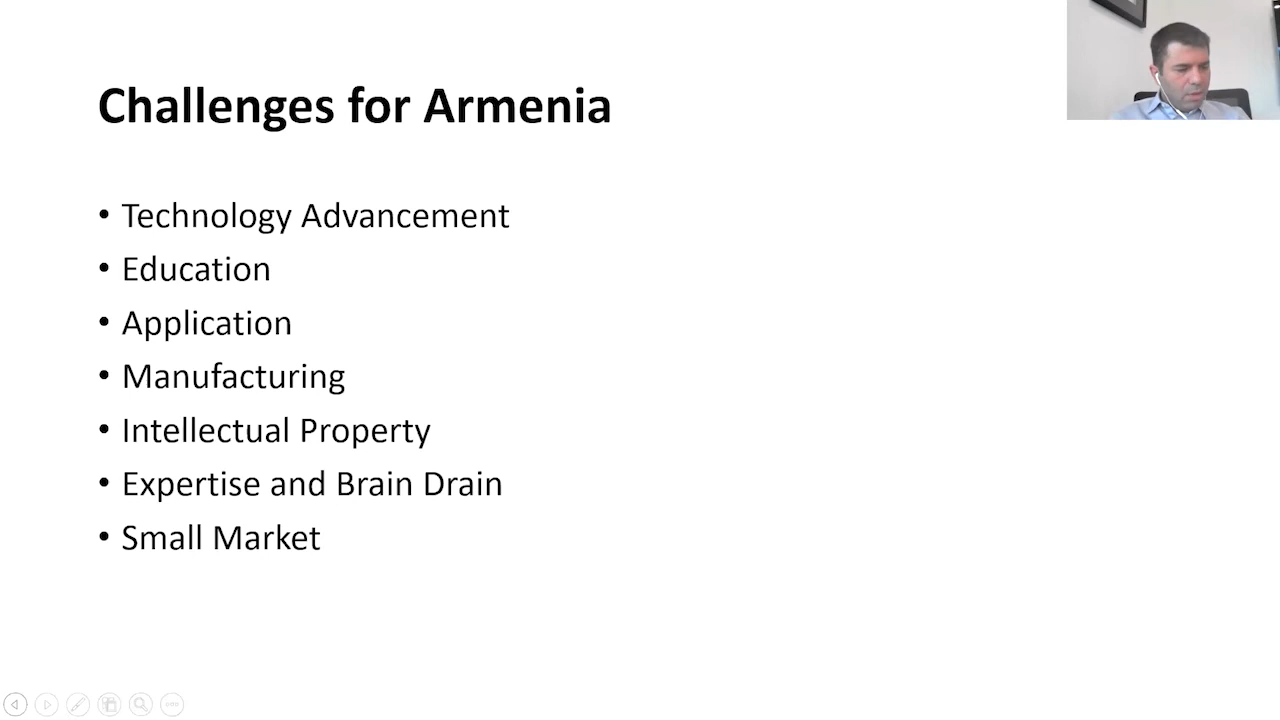 Challenges for Armenia
• Technology Advancement
• Education
• Application
• Manufacturing
• Intellectual Property
• Expertise and Brain Drain
• Small Market